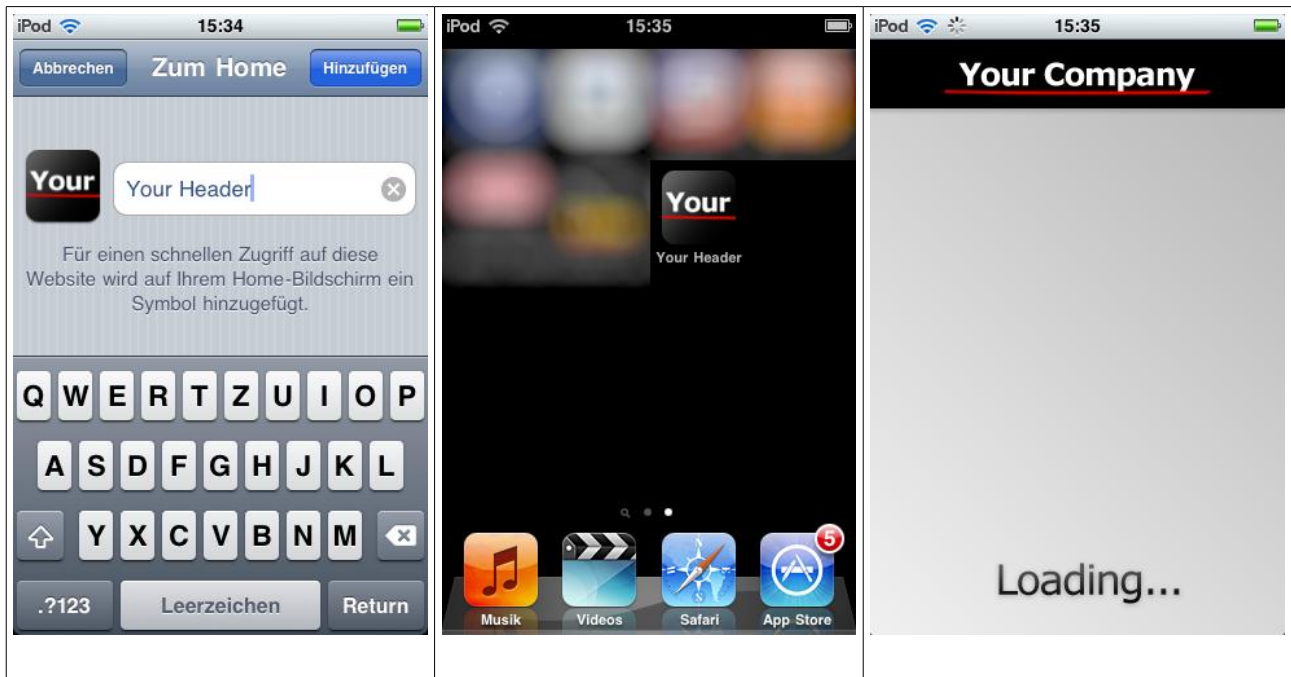 iPod 15:34
Abbrechen Zum Home Hinzufügen
Your Your Header
Für einen schnellen Zugriff auf diese
Website wird auf Ihrem Home-Bildschirm ein
Symbol hinzugefügt.
Q W E R T Z U I O P
A S D F G H J K L
Y X C V B N M
.?123 Leerzeichen Return
iPod 15:35
Your
Your Header
5
Musik Videos Safari App Store
iPod 15:35
Your Company
Loading...